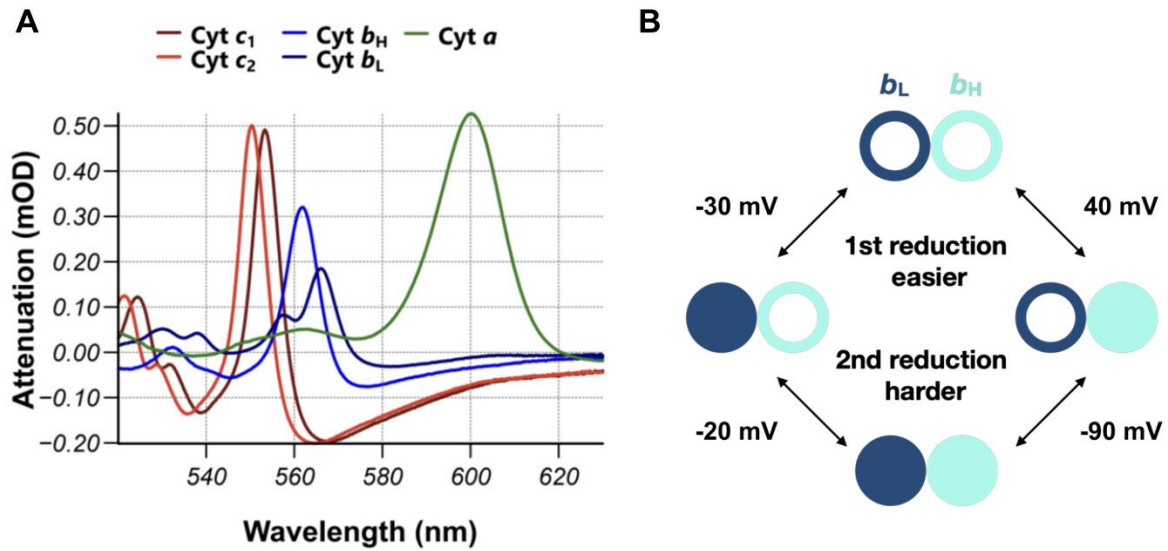 A
Cyt c1
Cyt bH
Cyt a
Cyt c2
Cyt bL
Attenuation (mOD)
0.50
0.40
0.30
0.20
0.10
0.00
−0.10
−0.20
540
560
580
600
620
Wavelength (nm)
B
bL
bH
-30 mV
40 mV
1st reduction
easier
2nd reduction
harder
-20 mV
-90 mV